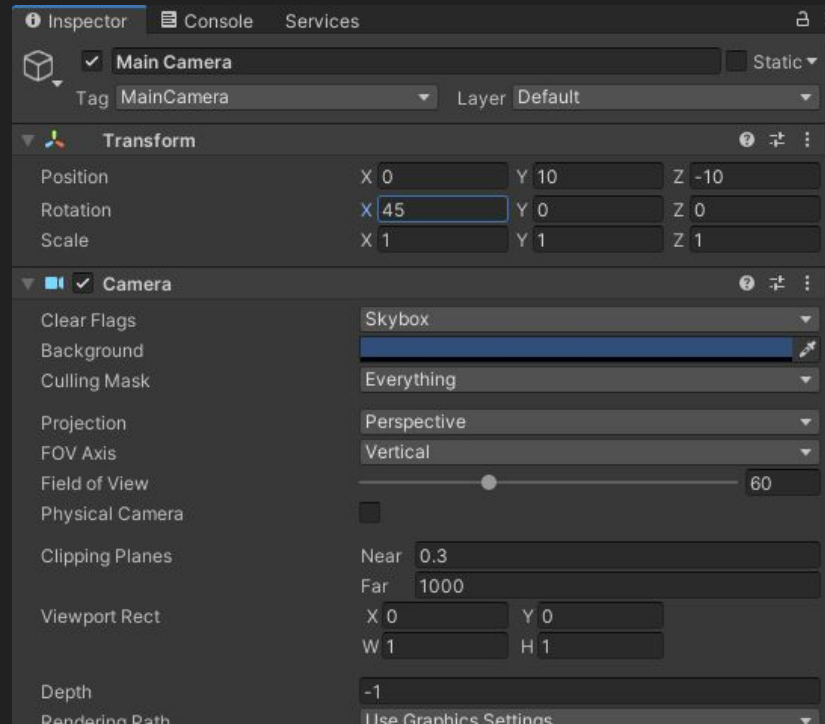 Inspector Console Services
Main Camera Static
Tag MainCamera Layer Default
Transform
Position X 0 Y 10 Z -10
Rotation X 45 Y 0 Z 0
Scale X 1 Y 1 Z 1
Camera
Clear Flags Skybox
Background
Culling Mask Everything
Projection Perspective
FOV Axis Vertical
Field of View 60
Physical Camera
Clipping Planes Near 0.3
Far 1000
Viewport Rect X 0 Y 0
W 1 H 1
Depth -1
Rendering Path Use Graphics Settings